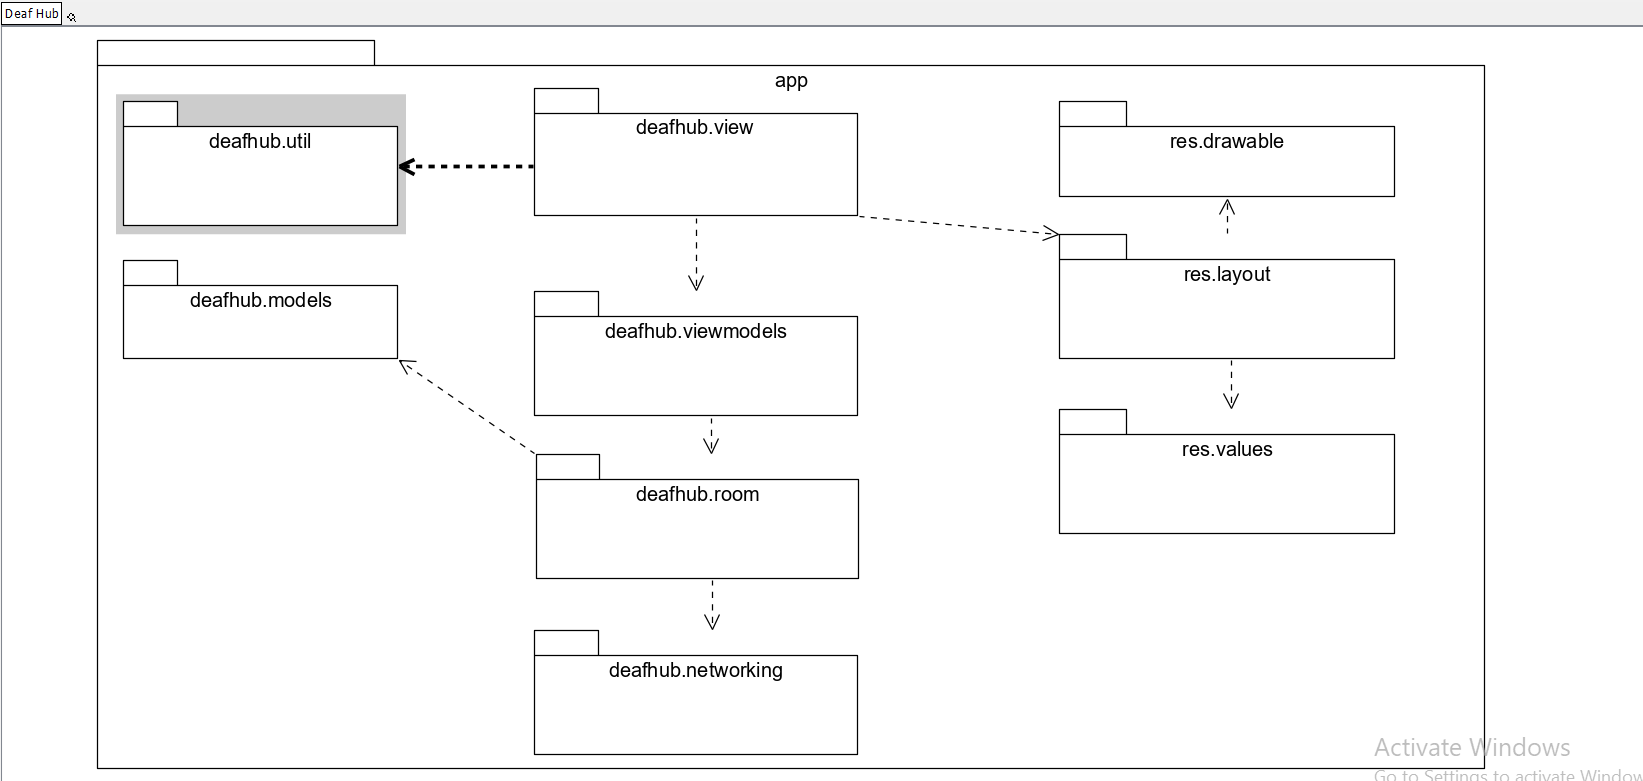 Deaf Hub
app
deafhub.util
deafhub.view
res.drawable
deafhub.models
deafhub.viewmodels
res.layout
deafhub.room
res.values
deafhub.networking
Activate Windows
Go to Settings to activate Window